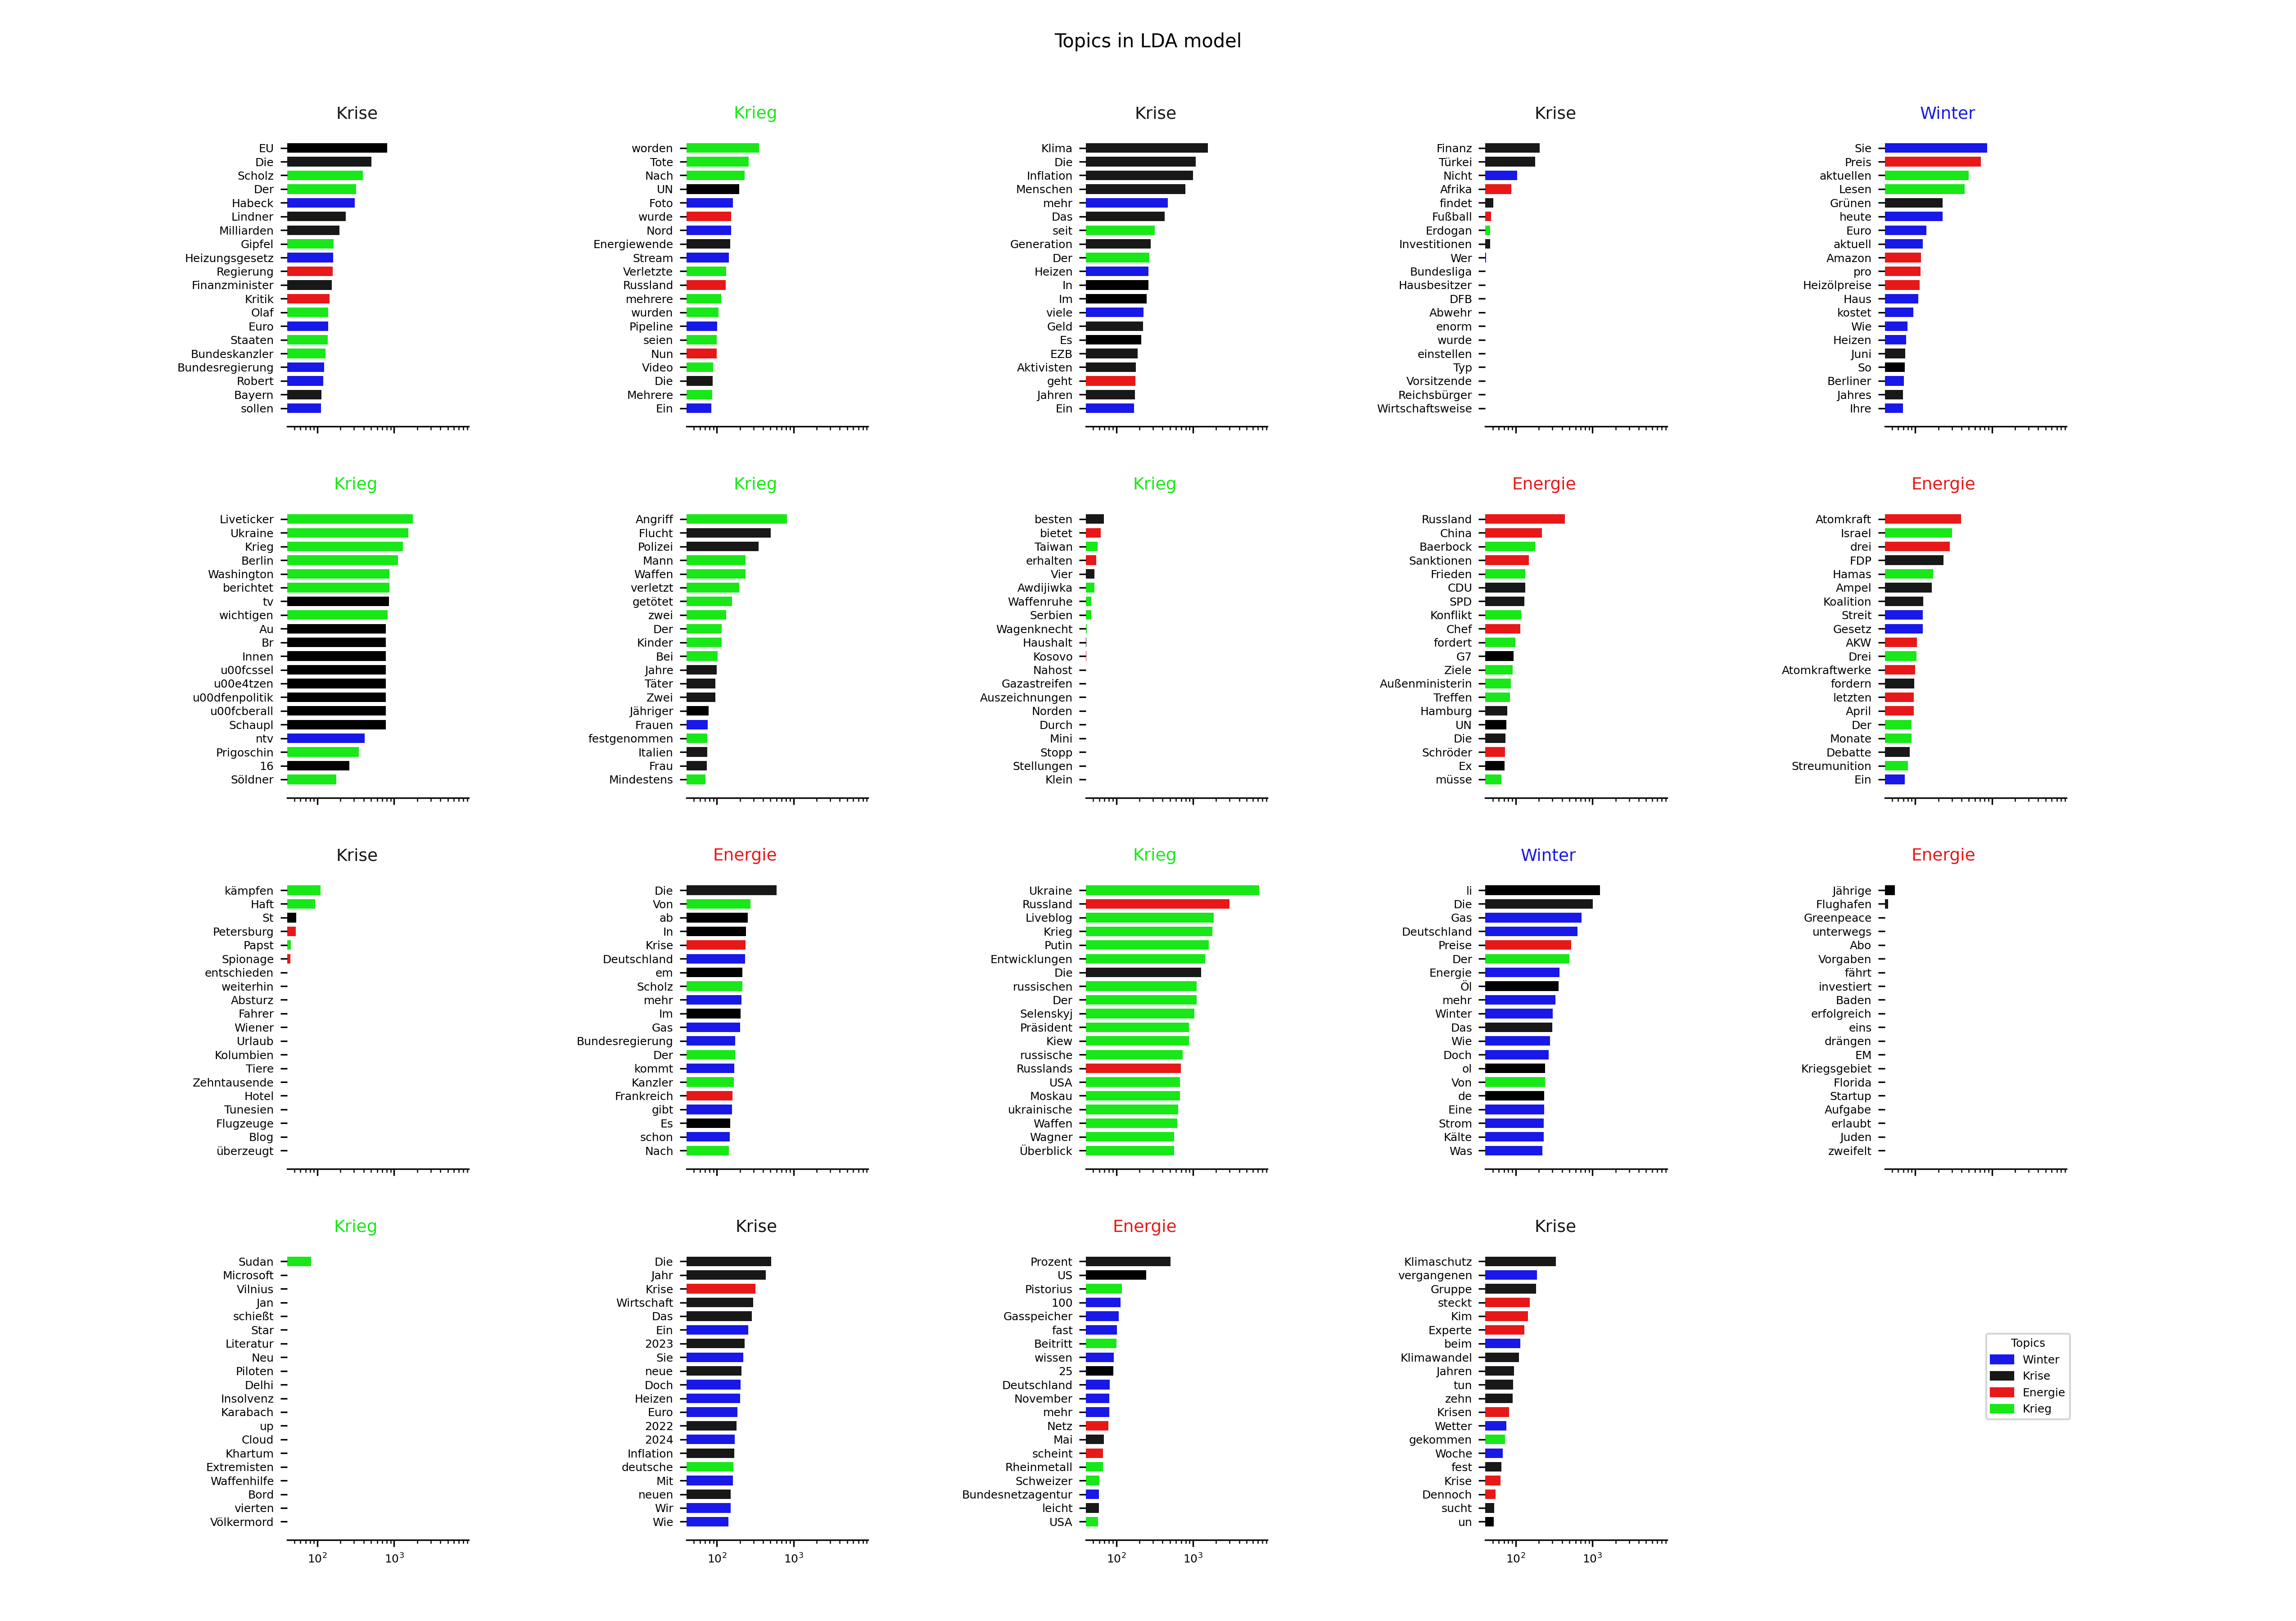 Topics in LDA model
Krise
EU
Die
Scholz
Der
Habeck
Lindner
Milliarden
Gipfel
Heizungsgesetz
Regierung
Finanzminister
Kritik
Olaf
Euro
Staaten
Bundeskanzler
Bundesregierung
Robert
Bayern
sollen
Krieg
worden
Tote
Nach
UN
Foto
wurde
Nord
Energiewende
Stream
Verletzte
Russland
mehrere
wurden
Pipeline
seien
Nun
Video
Die
Mehrere
Ein
Krise
Klima
Die
Inflation
Menschen
mehr
Das
seit
Generation
Der
Heizen
In
Im
viele
Geld
Es
EZB
Aktivisten
geht
Jahren
Ein
Krise
Finanz
Türkei
Nicht
Afrika
findet
Fußball
Erdogan
Investitionen
Wer
Bundesliga
Hausbesitzer
DFB
Abwehr
enorm
wurde
einstellen
Typ
Vorsitzende
Reichsbürger
Wirtschaftsweise
Winter
Sie
Preis
aktuellen
Lesen
Grünen
heute
Euro
aktuell
Amazon
pro
Heizölpreise
Haus
kostet
Wie
Heizen
Juni
So
Berliner
Jahres
Ihre
Krieg
Liveticker
Ukraine
Krieg
Berlin
Washington
berichtet
tv
wichtigen
Au
Br
Innen
u00fcssel
u00e4tzen
u00dfenpolitik
u00fcberall
Schaupl
ntv
Prigoschin
16
Söldner
Krieg
Angriff
Flucht
Polizei
Mann
Waffen
verletzt
getötet
zwei
Der
Kinder
Bei
Jahre
Täter
Zwei
Jähriger
Frauen
festgenommen
Italien
Frau
Mindestens
Krieg
besten
bietet
Taiwan
erhalten
Vier
Awdijiwka
Waffenruhe
Serbien
Wagenknecht
Haushalt
Kosovo
Nahost
Gazastreifen
Auszeichnungen
Norden
Durch
Mini
Stopp
Stellungen
Klein
Energie
Russland
China
Baerbock
Sanktionen
Frieden
CDU
SPD
Konflikt
Chef
fordert
G7
Ziele
Außenministerin
Treffen
Hamburg
UN
Die
Schröder
Ex
müsse
Energie
Atomkraft
Israel
drei
FDP
Hamas
Ampel
Koalition
Streit
Gesetz
AKW
Drei
Atomkraftwerke
fordern
letzten
April
Der
Monate
Debatte
Streumunition
Ein
Krise
kämpfen
Haft
St
Petersburg
Papst
Spionage
entschieden
weiterhin
Absturz
Fahrer
Wiener
Urlaub
Kolumbien
Tiere
Zehntausende
Hotel
Tunesien
Flugzeuge
Blog
überzeugt
Energie
Die
Von
ab
In
Krise
Deutschland
em
Scholz
mehr
Im
Gas
Bundesregierung
Der
kommt
Kanzler
Frankreich
gibt
Es
schon
Nach
Krieg
Ukraine
Russland
Liveblog
Krieg
Putin
Entwicklungen
Die
russischen
Der
Selenskyj
Präsident
Kiew
russische
Russlands
USA
Moskau
ukrainische
Waffen
Wagner
Überblick
Winter
li
Die
Gas
Deutschland
Preise
Der
Energie
Öl
mehr
Winter
Das
Wie
Doch
ol
Von
de
Eine
Strom
Kälte
Was
Energie
Jährige
Flughafen
Greenpeace
unterwegs
Abo
Vorgaben
fährt
investiert
Baden
erfolgreich
eins
drängen
EM
Kriegsgebiet
Florida
Startup
Aufgabe
erlaubt
Juden
zweifelt
Krieg
Sudan
Microsoft
Vilnius
Jan
schießt
Star
Literatur
Neu
Piloten
Delhi
Insolvenz
Karabach
up
Cloud
Khartum
Extremisten
Waffenhilfe
Bord
vierten
Völkermord
10² 10³
Krise
Die
Jahr
Krise
Wirtschaft
Das
Ein
2023
Sie
neue
Doch
Heizen
Euro
2022
2024
Inflation
deutsche
Mit
neuen
Wir
Wie
10² 10³
Energie
Prozent
US
Pistorius
100
Gasspeicher
fast
Beitritt
wissen
25
Deutschland
November
mehr
Netz
Mai
scheint
Rheinmetall
Schweizer
Bundesnetzagentur
leicht
USA
10² 10³
Krise
Klimaschutz
vergangenen
Gruppe
steckt
Kim
Experte
beim
Klimawandel
Jahren
tun
zehn
Krisen
Wetter
gekommen
Woche
fest
Krise
Dennoch
sucht
un
10² 10³
Topics
Winter
Krise
Energie
Krieg